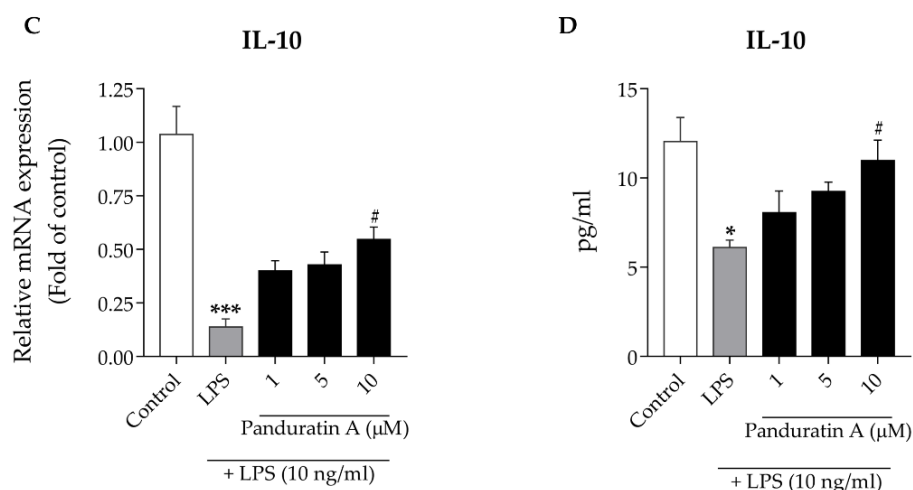 C
IL-10
Relative mRNA expression
(Fold of control)
1.25
1.00
0.75
0.50
0.25
0.00
***
#
Control
LPS
1
5
10
Panduratin A (μM)
+ LPS (10 ng/ml)
D
IL-10
pg/ml
15
10
5
0
*
#
Control
LPS
1
5
10
Panduratin A (μM)
+ LPS (10 ng/ml)